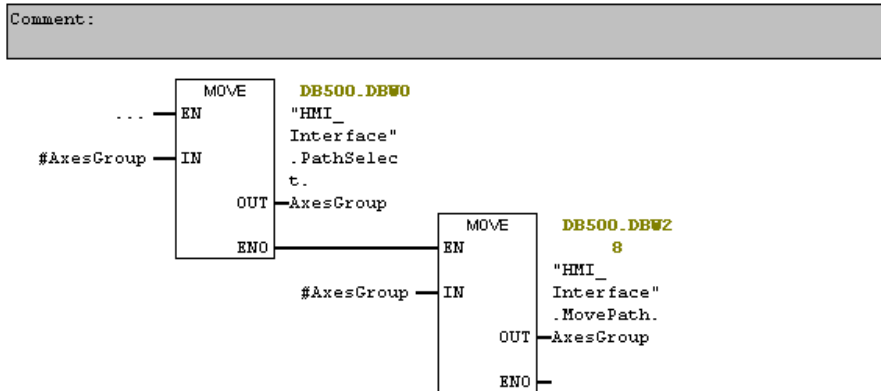 Comment:
MOVE
DB500.DBW0
... EN
"HMI_
Interface"
#AxesGroup IN
.PathSelec
t.
OUT AxesGroup
ENO
MOVE
DB500.DBW2
8
EN
"HMI_
Interface"
#AxesGroup IN
.MovePath.
OUT AxesGroup
ENO